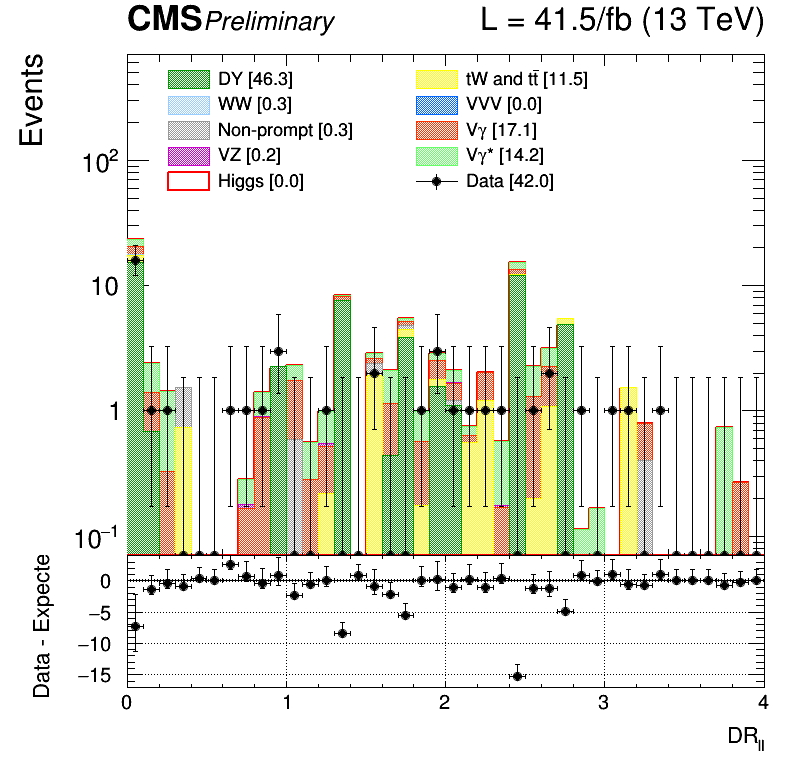 CMS Preliminary L = 41.5/fb (13 TeV)
Events
DY [46.3]
WW [0.3]
Non-prompt [0.3]
VZ [0.2]
Higgs [0.0]
tW and tt̄ [11.5]
VVV [0.0]
Vγ [17.1]
Vγ* [14.2]
Data [42.0]
10²
10
1
10⁻¹
Data - Expecte
0
−5
−10
−15
0 1 2 3 4
DR_ll